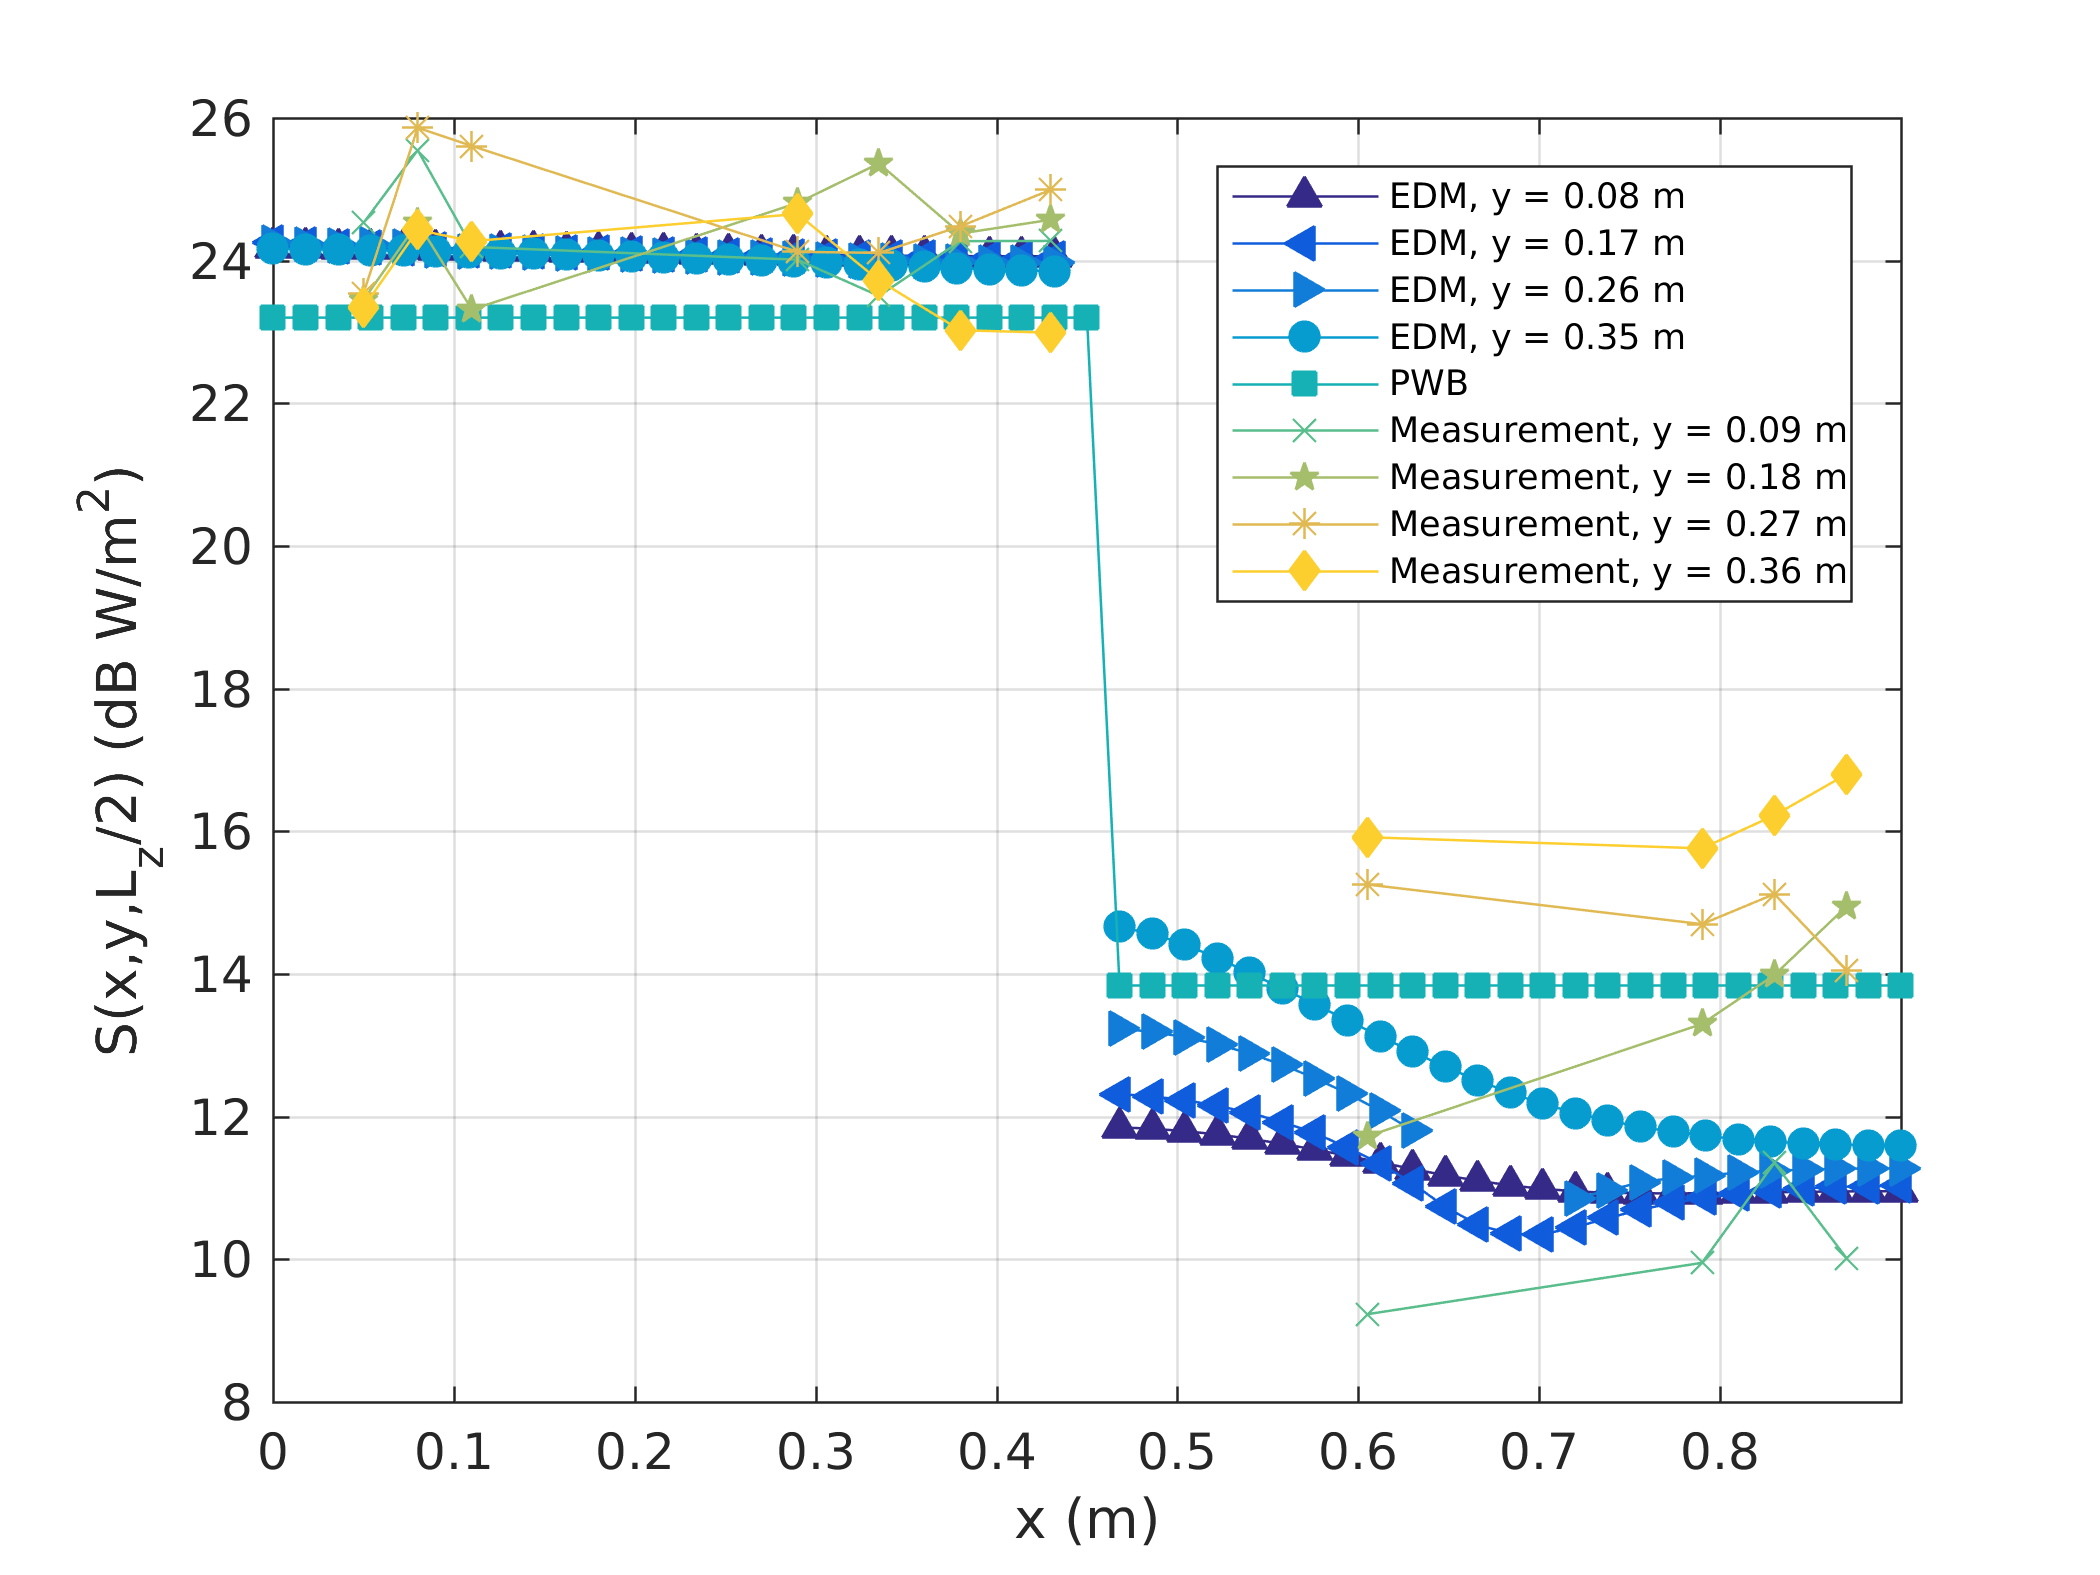 26
24
22
20
18
16
14
12
10
8
S(x,y,L_z/2) (dB W/m^2)
EDM, y = 0.08 m
EDM, y = 0.17 m
EDM, y = 0.26 m
EDM, y = 0.35 m
PWB
Measurement, y = 0.09 m
Measurement, y = 0.18 m
Measurement, y = 0.27 m
Measurement, y = 0.36 m
0 0.1 0.2 0.3 0.4 0.5 0.6 0.7 0.8
x (m)